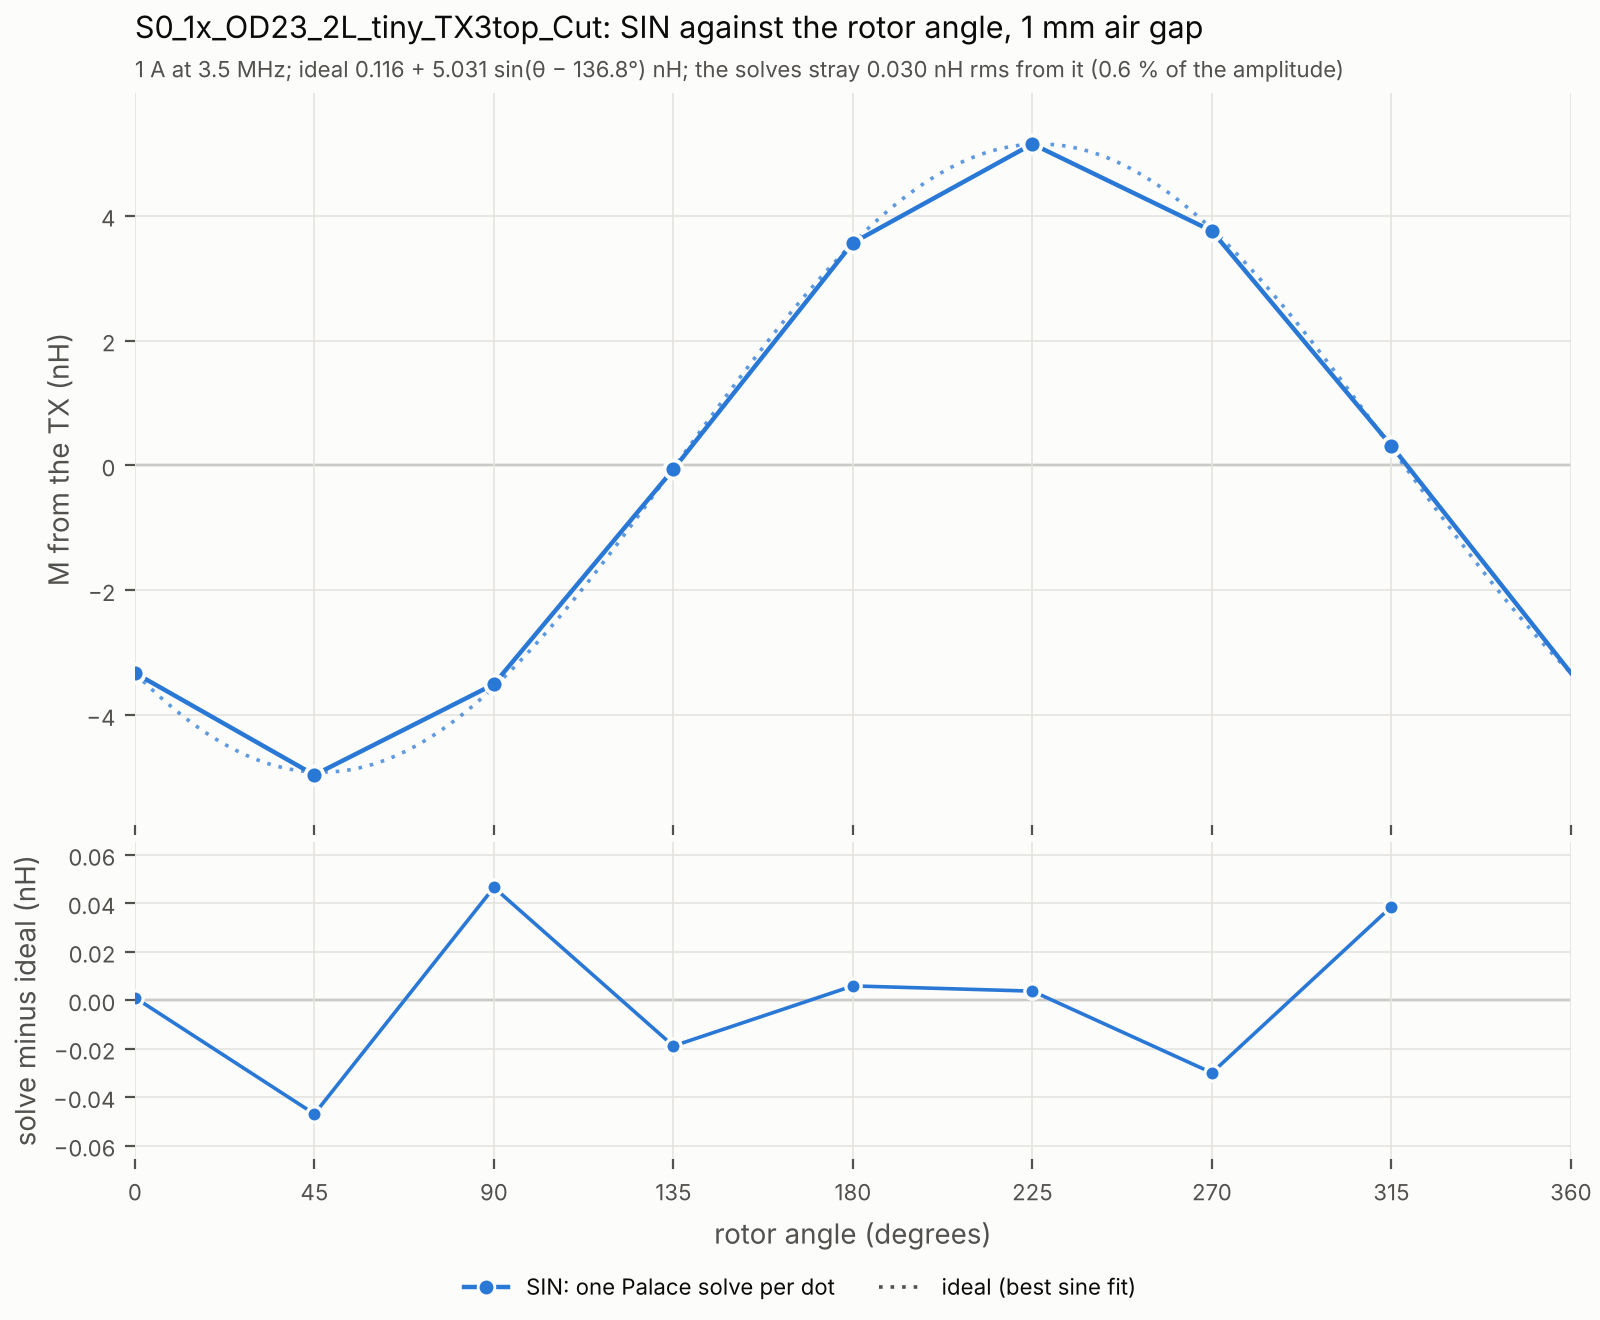 S0_1x_OD23_2L_tiny_TX3top_Cut: SIN against the rotor angle, 1 mm air gap
1 A at 3.5 MHz; ideal 0.116 + 5.031 sin(θ − 136.8°) nH; the solves stray 0.030 nH rms from it (0.6 % of the amplitude)
M from the TX (nH)
4
2
0
−2
−4
solve minus ideal (nH)
0.06
0.04
0.02
0.00
−0.02
−0.04
−0.06
0 45 90 135 180 225 270 315 360
rotor angle (degrees)
SIN: one Palace solve per dot ideal (best sine fit)